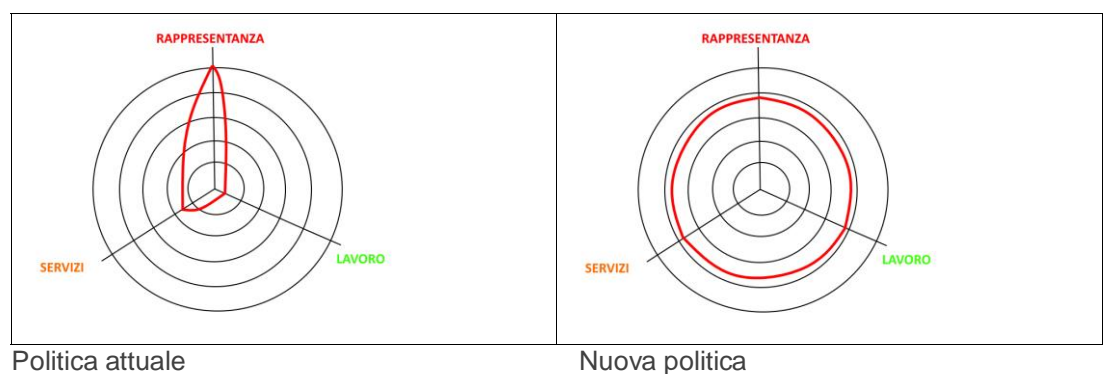 RAPPRESENTANZA
SERVIZI
LAVORO
RAPPRESENTANZA
SERVIZI
LAVORO
Politica attuale
Nuova politica